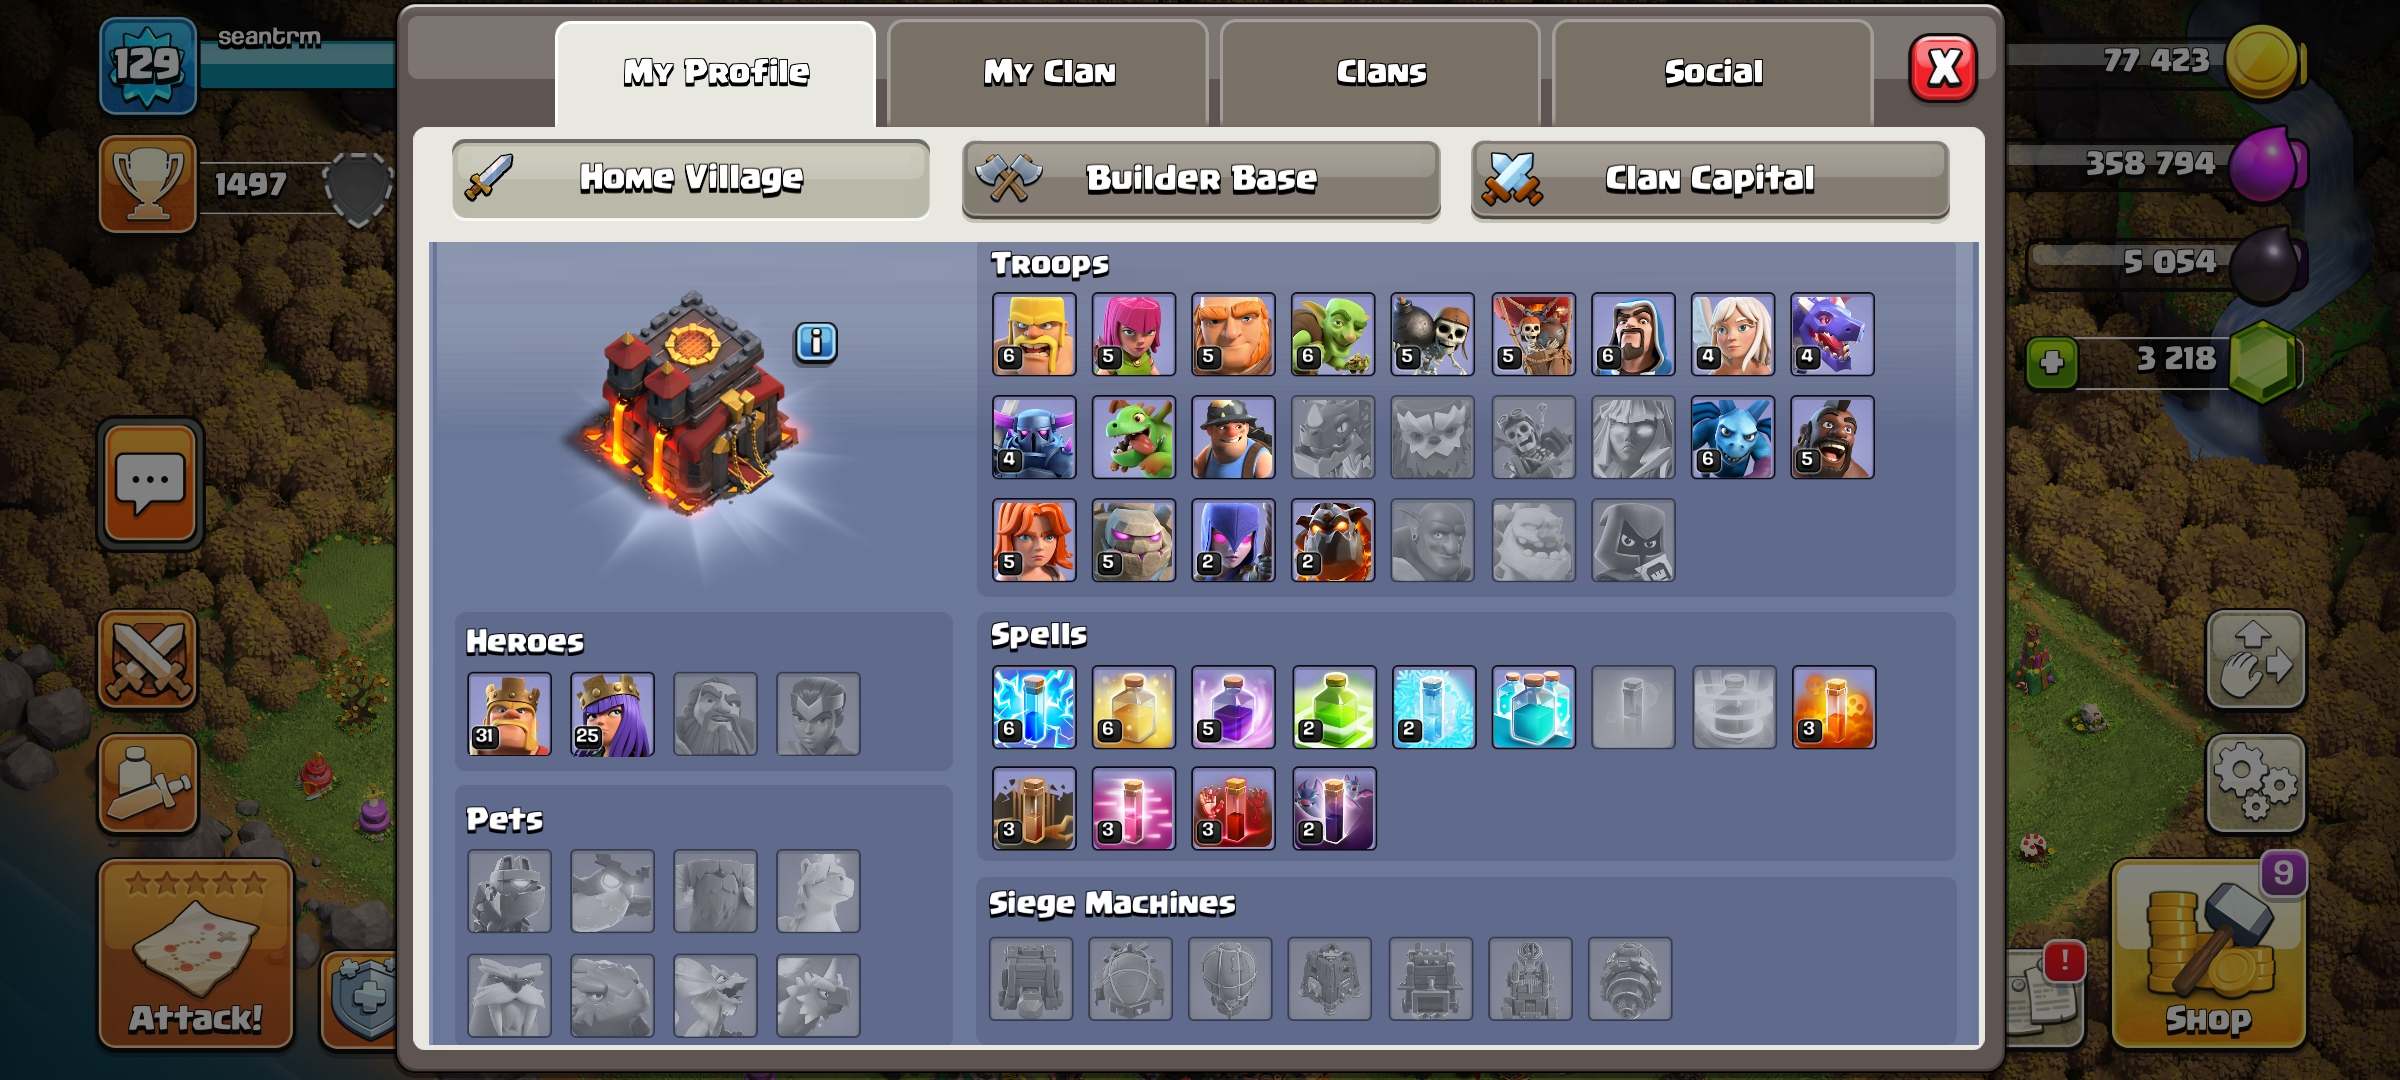 129
seantrm
My Profile
My Clan
Clans
Social
X
77 423
1497
Home Village
Builder Base
Clan Capital
358 794
5 054
3 218
Troops
6 5 5 6 5 5 6 4 4
4 6 5
5 5 2 2
Heroes
31 25
Spells
6 6 5 2 2 3
3 3 3 2
Pets
Siege Machines
Attack!
9
!
Shop